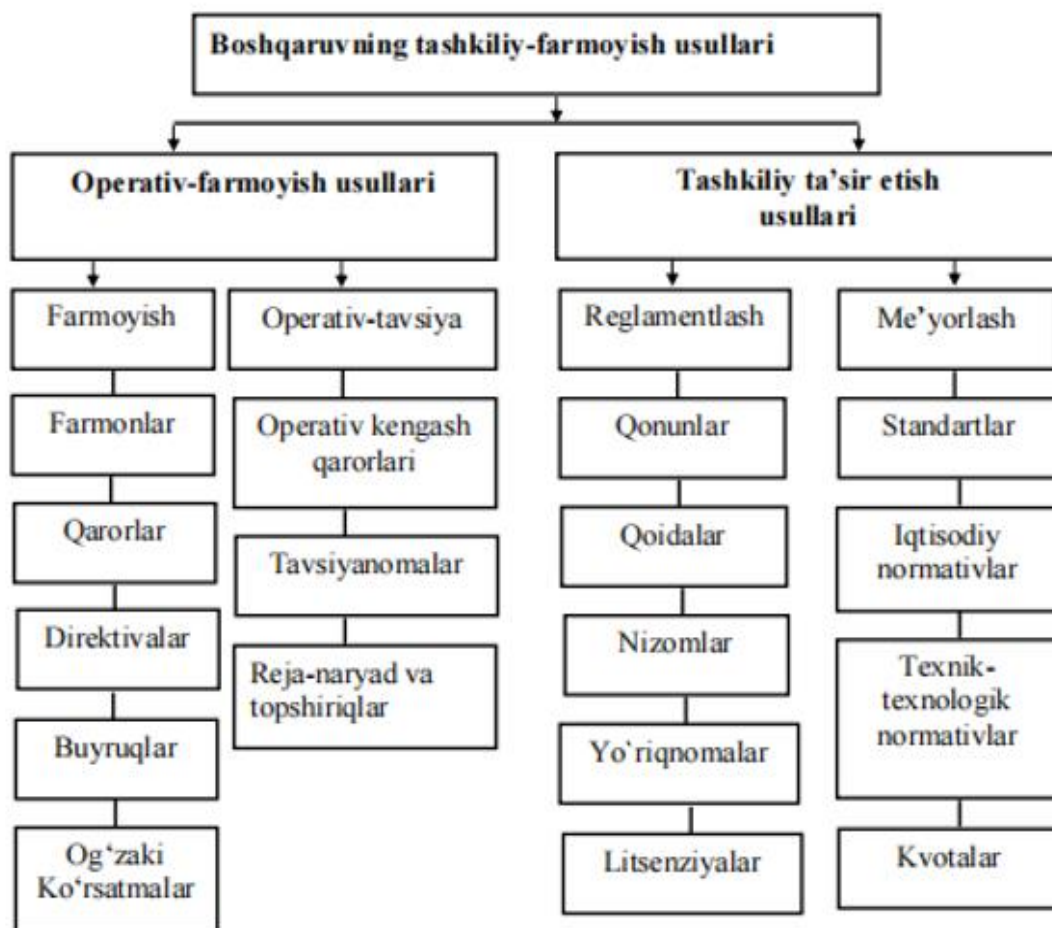 Boshqaruvning tashkiliy-farmoyish usullari
Operativ-farmoyish usullari
Tashkiliy ta’sir etish
usullari
Farmoyish
Farmonlar
Qarorlar
Direktivalar
Buyruqlar
Og‘zaki
Ko‘rsatmalar
Operativ-tavsiya
Operativ kengash
qarorlari
Tavsiyanomalar
Reja-naryad va
topshiriqlar
Reglamentlash
Qonunlar
Qoidalar
Nizomlar
Yo`riqnomalar
Litsenziyalar
Me’yorlash
Standartlar
Iqtisodiy
normativlar
Texnik-
texnologik
normativlar
Kvotalar